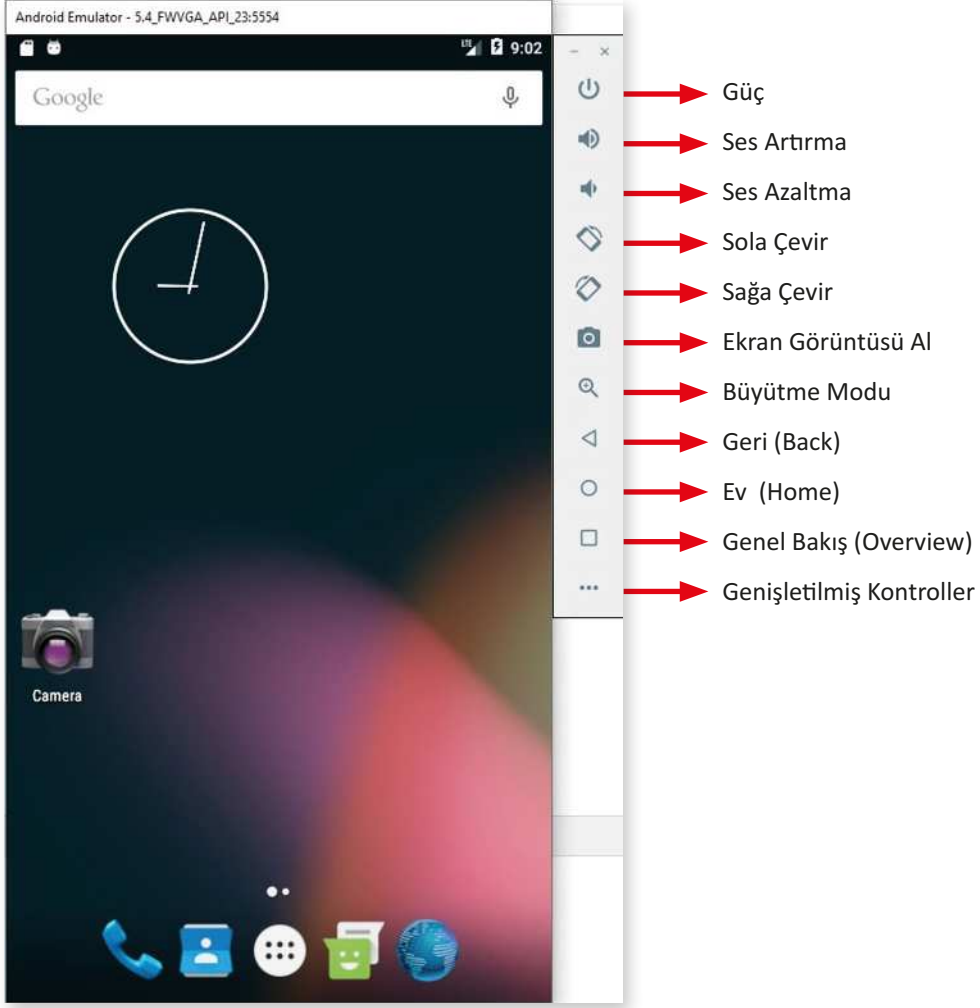 Android Emulator - 5.4_FWVGA_API_23:5554
LTE 9:02
Google
Güç
Ses Artırma
Ses Azaltma
Sola Çevir
Sağa Çevir
Ekran Görüntüsü Al
Büyütme Modu
Geri (Back)
Ev (Home)
Genel Bakış (Overview)
Genişletilmiş Kontroller
Camera